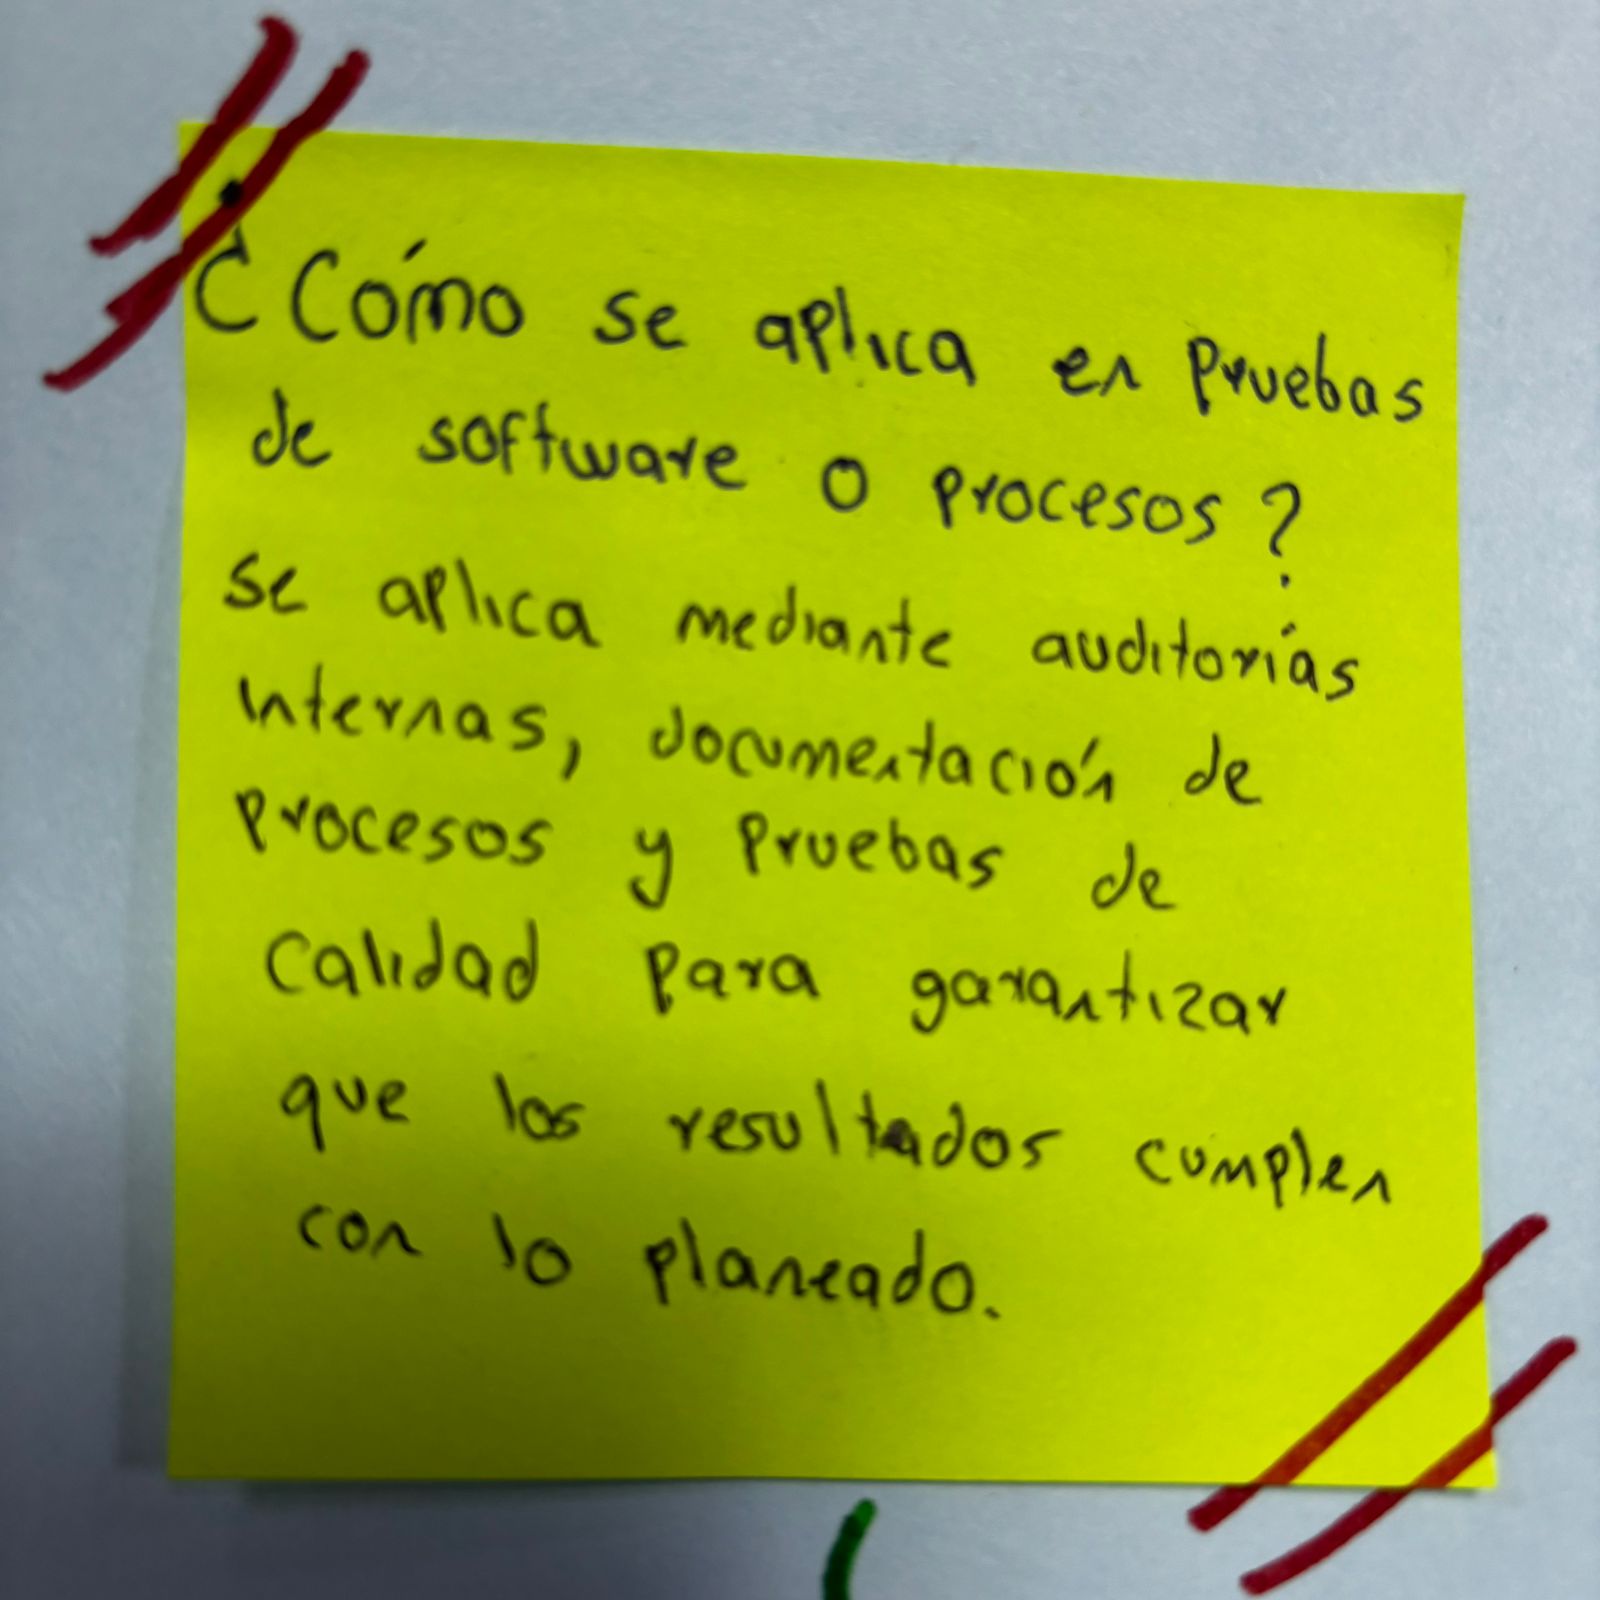 ¿Cómo se aplica en pruebas
de software o procesos?
se aplica mediante auditorías
internas, documentación de
procesos y pruebas de
calidad para garantizar
que los resultados cumplen
con lo planeado.